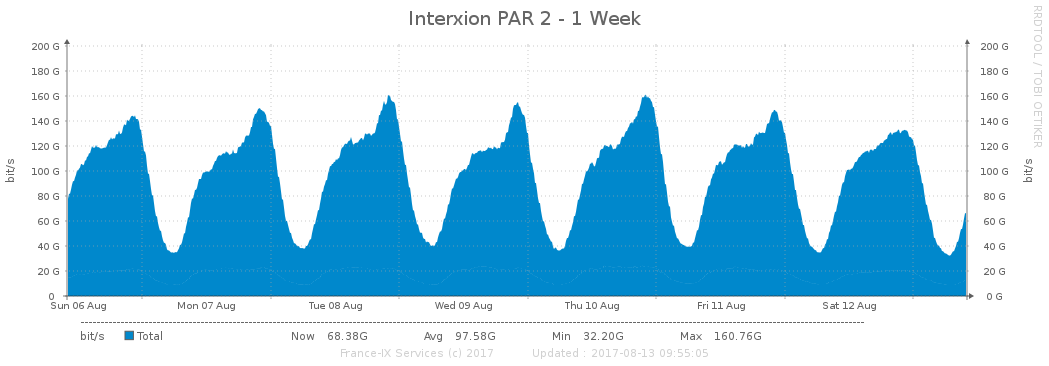 Interxion PAR 2 - 1 Week
RRDTOOL / TOBI OETIKER
200 G 200 G
180 G 180 G
160 G 160 G
140 G 140 G
120 G 120 G
100 G 100 G
80 G 80 G
60 G 60 G
40 G 40 G
20 G 20 G
0 0 G
bit/s bit/s
Sun 06 Aug Mon 07 Aug Tue 08 Aug Wed 09 Aug Thu 10 Aug Fri 11 Aug Sat 12 Aug
bit/s Total Now 68.38G Avg 97.58G Min 32.20G Max 160.76G
France-IX Services (c) 2017 Updated : 2017-08-13 09:55:05